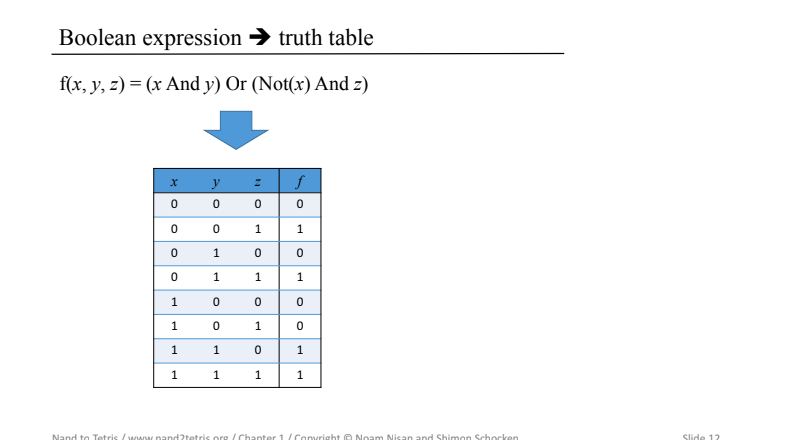 Boolean expression ➔ truth table
f(x, y, z) = (x And y) Or (Not(x) And z)
x y z f
0 0 0 0
0 0 1 1
0 1 0 0
0 1 1 1
1 0 0 0
1 0 1 0
1 1 0 1
1 1 1 1
Nand to Tetris / www.nand2tetris.org / Chapter 1 / Copyright © Noam Nisan and Shimon Schocken Slide 12